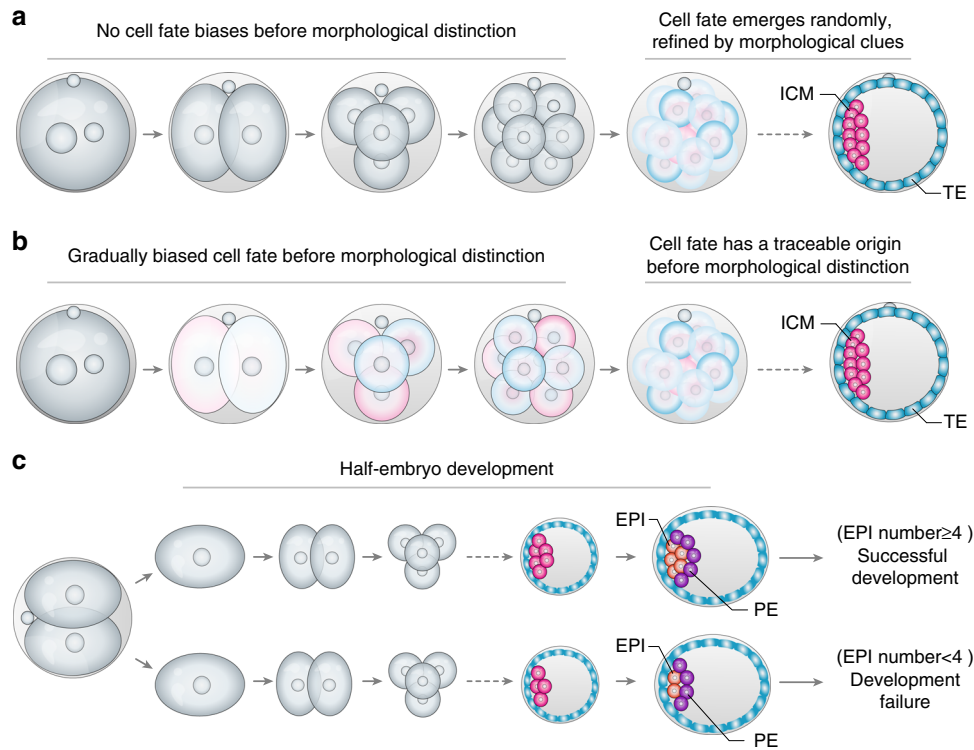 a
No cell fate biases before morphological distinction
Cell fate emerges randomly,
refined by morphological clues
ICM
TE
b
Gradually biased cell fate before morphological distinction
Cell fate has a traceable origin
before morphological distinction
ICM
TE
c
Half-embryo development
EPI
PE
(EPI number≥4 )
Successful
development
EPI
PE
(EPI number<4 )
Development
failure